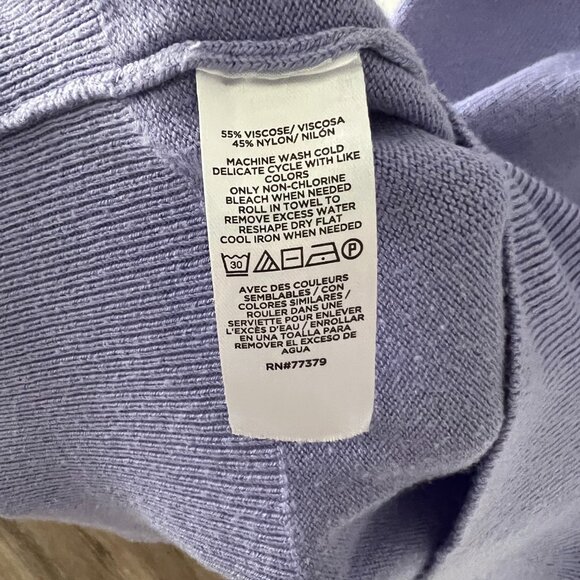 55% VISCOSE/ VISCOSA
45% NYLON/ NILÓN
MACHINE WASH COLD
DELICATE CYCLE WITH LIKE
COLORS
ONLY NON-CHLORINE
BLEACH WHEN NEEDED
ROLL IN TOWEL TO
REMOVE EXCESS WATER
RESHAPE DRY FLAT
COOL IRON WHEN NEEDED
30 P
AVEC DES COULEURS
SEMBLABLES / CON
COLORES SIMILARES /
ROULER DANS UNE
SERVIETTE POUR ENLEVER
L'EXCÈS D'EAU / ENROLLAR
EN UNA TOALLA PARA
REMOVER EL EXCESO DE
AGUA
RN#77379